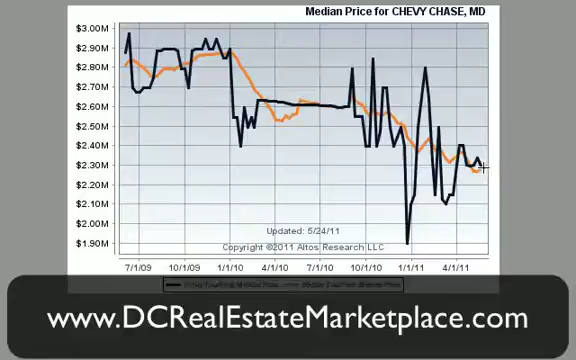 Median Price for CHEVY CHASE, MD
$3.00M
$2.90M
$2.80M
$2.70M
$2.60M
$2.50M
$2.40M
$2.30M
$2.20M
$2.10M
$2.00M
$1.90M
Updated: 5/24/11
Copyright ©2011 Altos Research LLC
7/1/09 10/1/09 1/1/10 4/1/10 7/1/10 10/1/10 1/1/11 4/1/11
www.DCRealEstateMarketplace.com